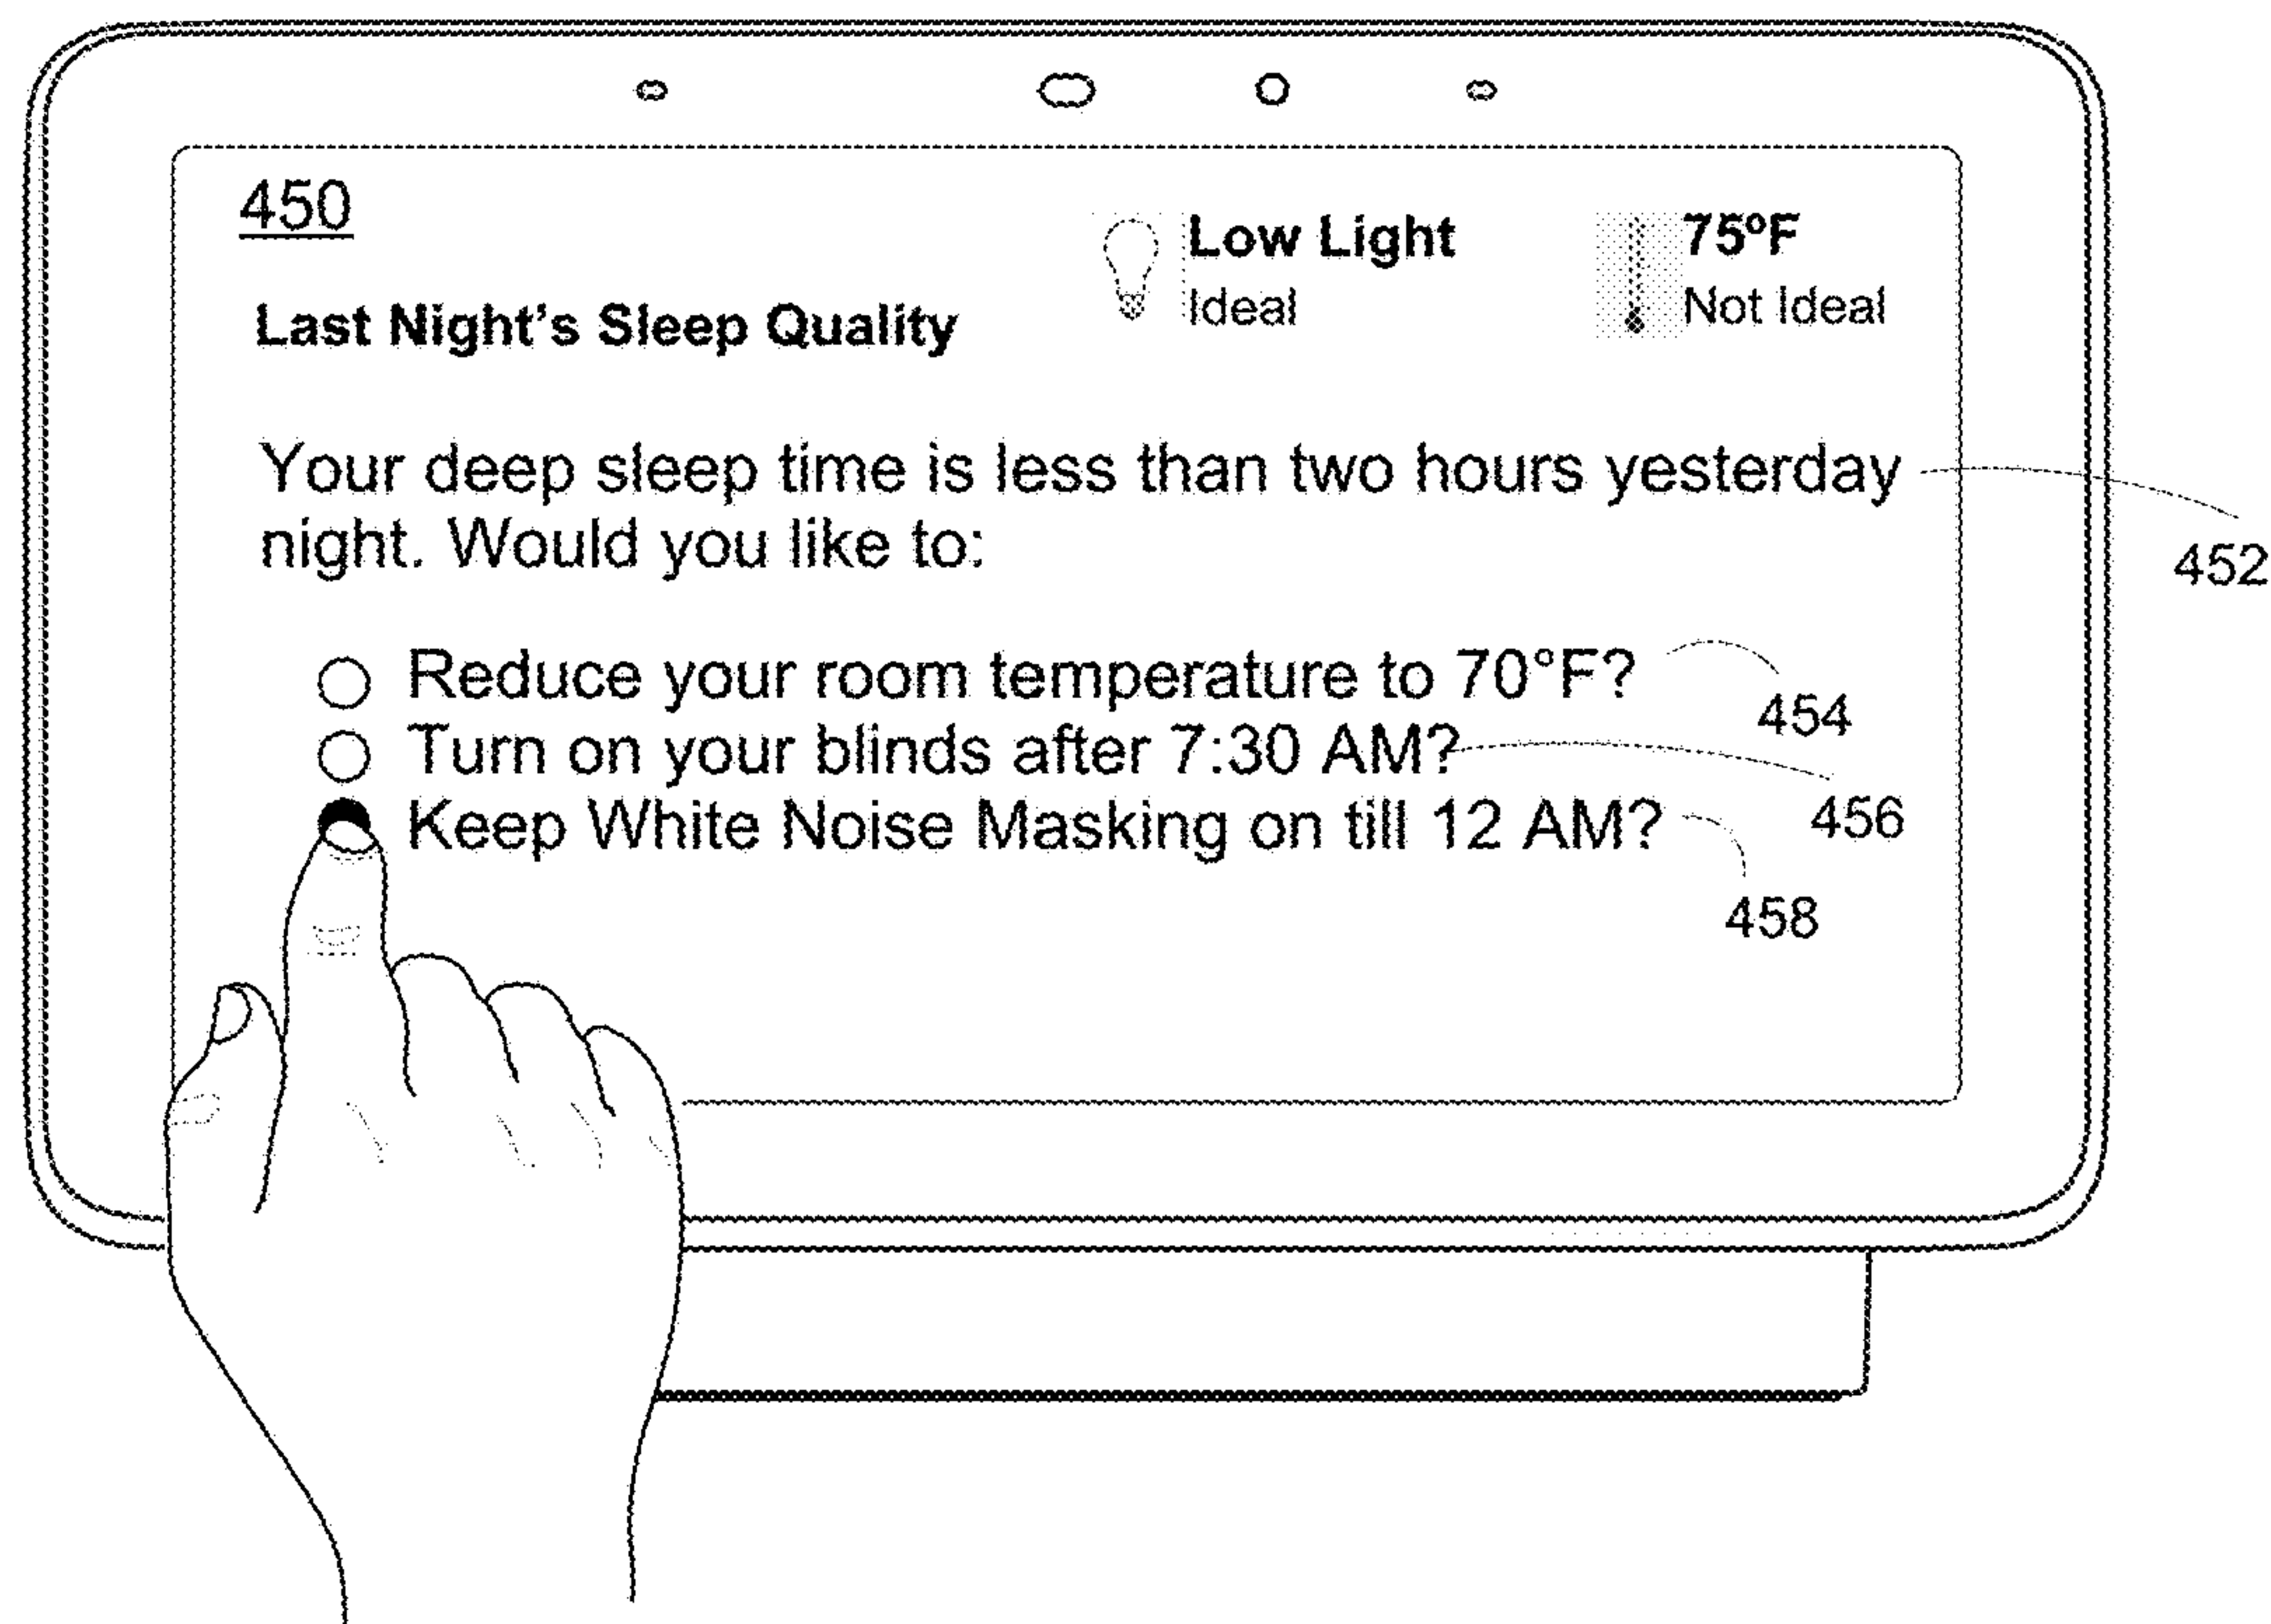 450
Low Light
Ideal
75ºF
Not Ideal
Last Night's Sleep Quality
Your deep sleep time is less than two hours yesterday
night. Would you like to:
452
Reduce your room temperature to 70°F?
454
Turn on your blinds after 7:30 AM?
456
Keep White Noise Masking on till 12 AM?
458